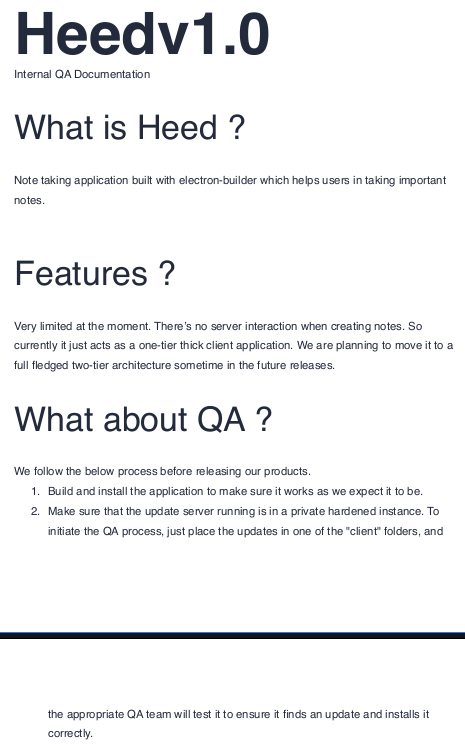 Heedv1.0
Internal QA Documentation
What is Heed ?
Note taking application built with electron-builder which helps users in taking important
notes.
Features ?
Very limited at the moment. There's no server interaction when creating notes. So
currently it just acts as a one-tier thick client application. We are planning to move it to a
full fledged two-tier architecture sometime in the future releases.
What about QA ?
We follow the below process before releasing our products.
1. Build and install the application to make sure it works as we expect it to be.
2. Make sure that the update server running is in a private hardened instance. To
initiate the QA process, just place the updates in one of the "client" folders, and
the appropriate QA team will test it to ensure it finds an update and installs it
correctly.